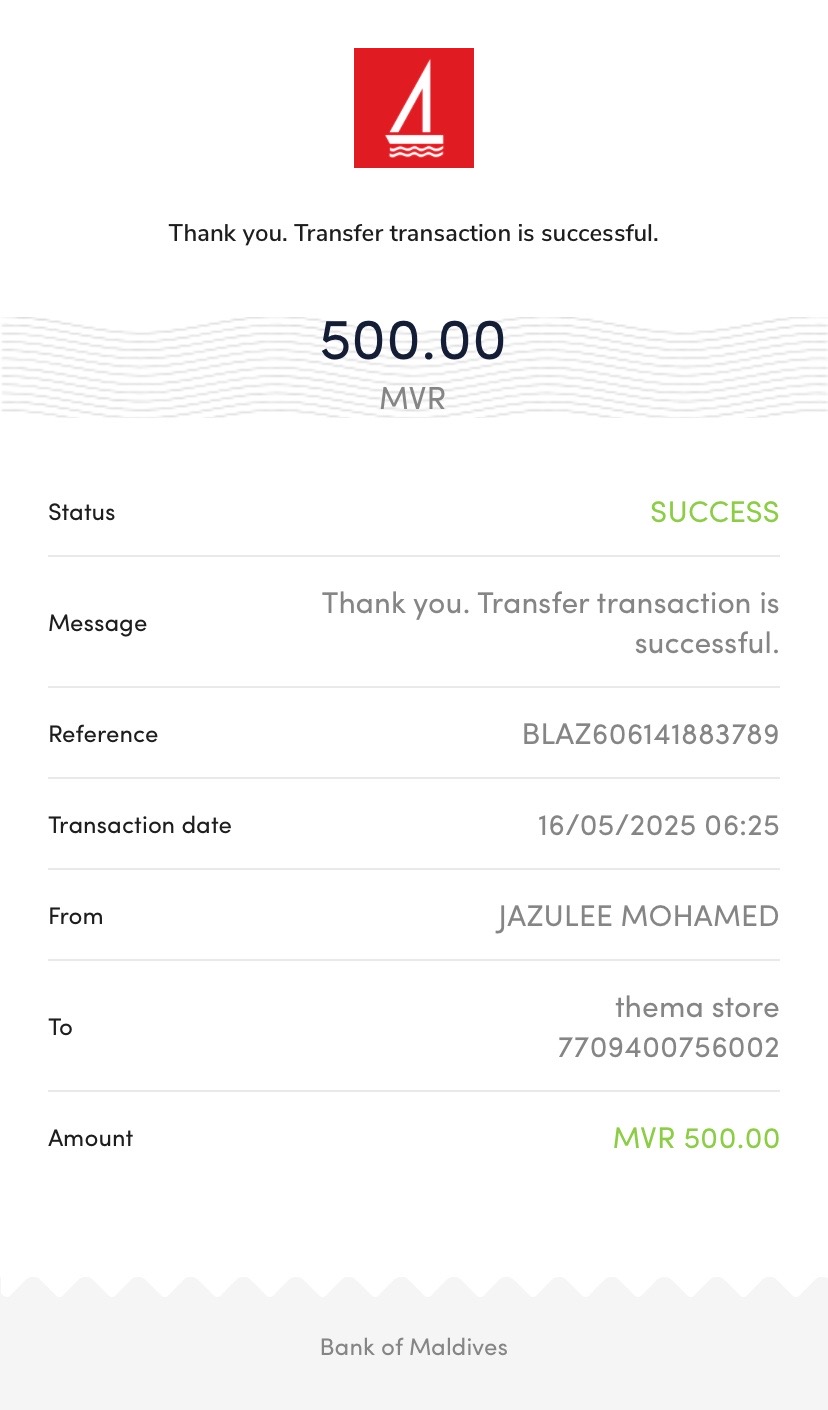 Thank you. Transfer transaction is successful.
500.00
MVR
Status SUCCESS
Message Thank you. Transfer transaction is
successful.
Reference BLAZ606141883789
Transaction date 16/05/2025 06:25
From JAZULEE MOHAMED
To thema store
7709400756002
Amount MVR 500.00
Bank of Maldives